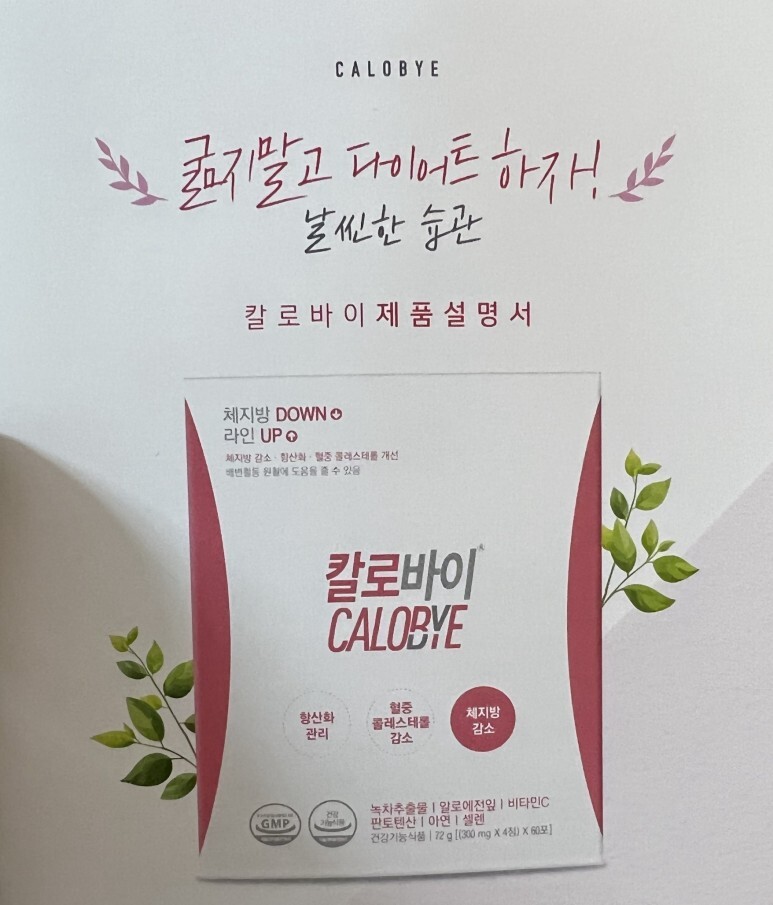 CALOBYE
굶지말고 다이어트 하자!
날씬한 습관
칼로바이제품설명서
체지방 DOWN
라인 UP
체지방 감소 · 항산화 · 혈중 콜레스테롤 개선
배변활동 원활에 도움을 줄 수 있음
칼로바이
CALOBYE
항산화
관리
혈중
콜레스테롤
감소
체지방
감소
GMP
건강
기능식품
녹차추출물 | 알로에전잎 | 비타민C
판토텐산 | 아연 | 셀렌
건강기능식품 | 72 g [(300 mg X 4정) X 60포]